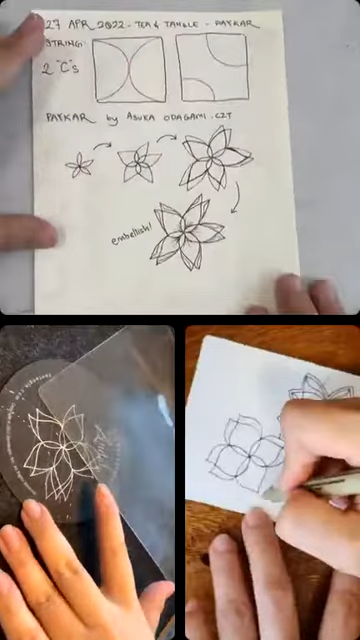 27 APR 2022 - TEA & TANGLE - PAYKAR
STRING:
2 "C's"
PAYKAR by ASUKA ODAGAMI. CZT
embellish!